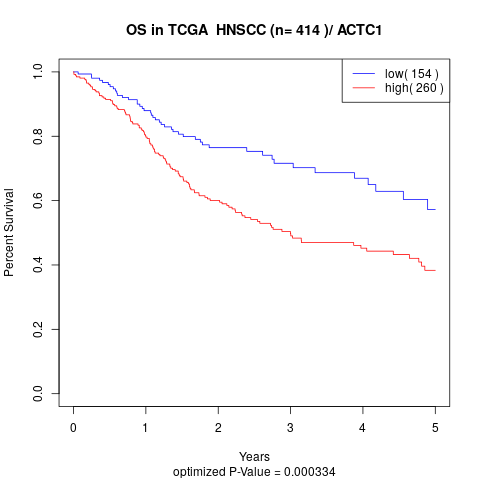 OS in TCGA  HNSCC (n= 414 )/ ACTC1
low( 154 )
high( 260 )
Percent Survival
1.0
0.8
0.6
0.4
0.2
0.0
0 1 2 3 4 5
Years
optimized P-Value = 0.000334